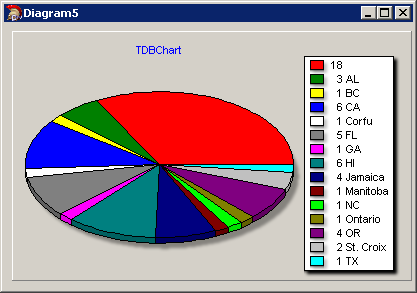 Diagram5
TDBChart
18
3 AL
1 BC
6 CA
1 Corfu
5 FL
1 GA
6 HI
4 Jamaica
1 Manitoba
1 NC
1 Ontario
4 OR
2 St. Croix
1 TX